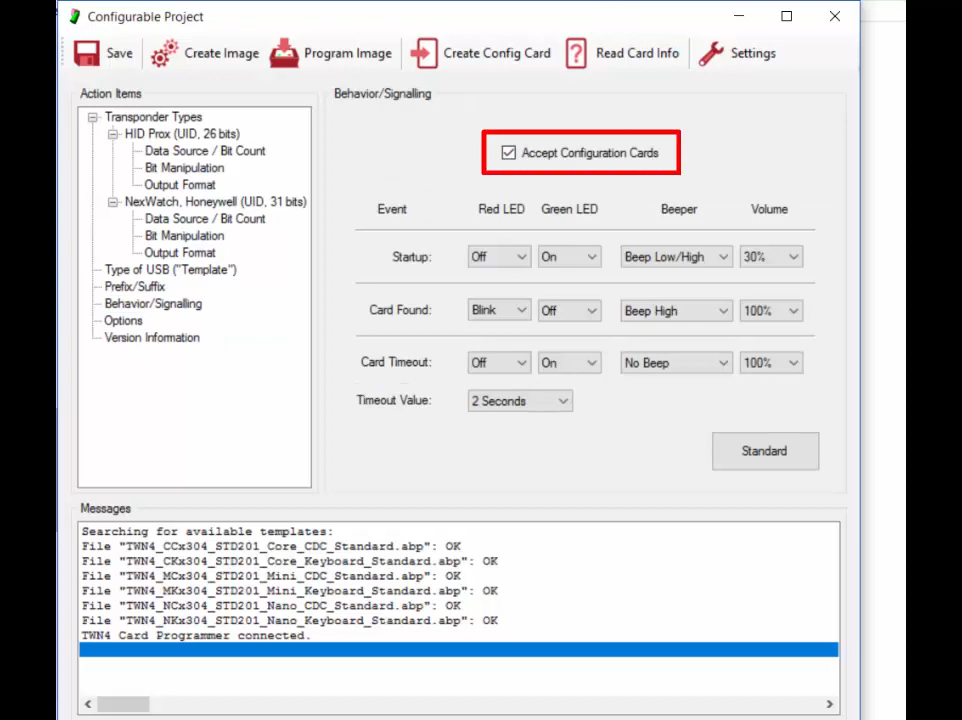 Configurable Project
Save Create Image Program Image Create Config Card Read Card Info Settings
Action Items
Transponder Types
HID Prox (UID, 26 bits)
Data Source / Bit Count
Bit Manipulation
Output Format
NexWatch, Honeywell (UID, 31 bits)
Data Source / Bit Count
Bit Manipulation
Output Format
Type of USB ("Template")
Prefix/Suffix
Behavior/Signalling
Options
Version Information
Behavior/Signalling
Accept Configuration Cards
Event Red LED Green LED Beeper Volume
Startup: Off On Beep Low/High 30%
Card Found: Blink Off Beep High 100%
Card Timeout: Off On No Beep 100%
Timeout Value: 2 Seconds
Standard
Messages
Searching for available templates:
File "TWN4_CCx304_STD201_Core_CDC_Standard.abp": OK
File "TWN4_CKx304_STD201_Core_Keyboard_Standard.abp": OK
File "TWN4_MCx304_STD201_Mini_CDC_Standard.abp": OK
File "TWN4_MKx304_STD201_Mini_Keyboard_Standard.abp": OK
File "TWN4_NCx304_STD201_Nano_CDC_Standard.abp": OK
File "TWN4_NKx304_STD201_Nano_Keyboard_Standard.abp": OK
TWN4 Card Programmer connected.